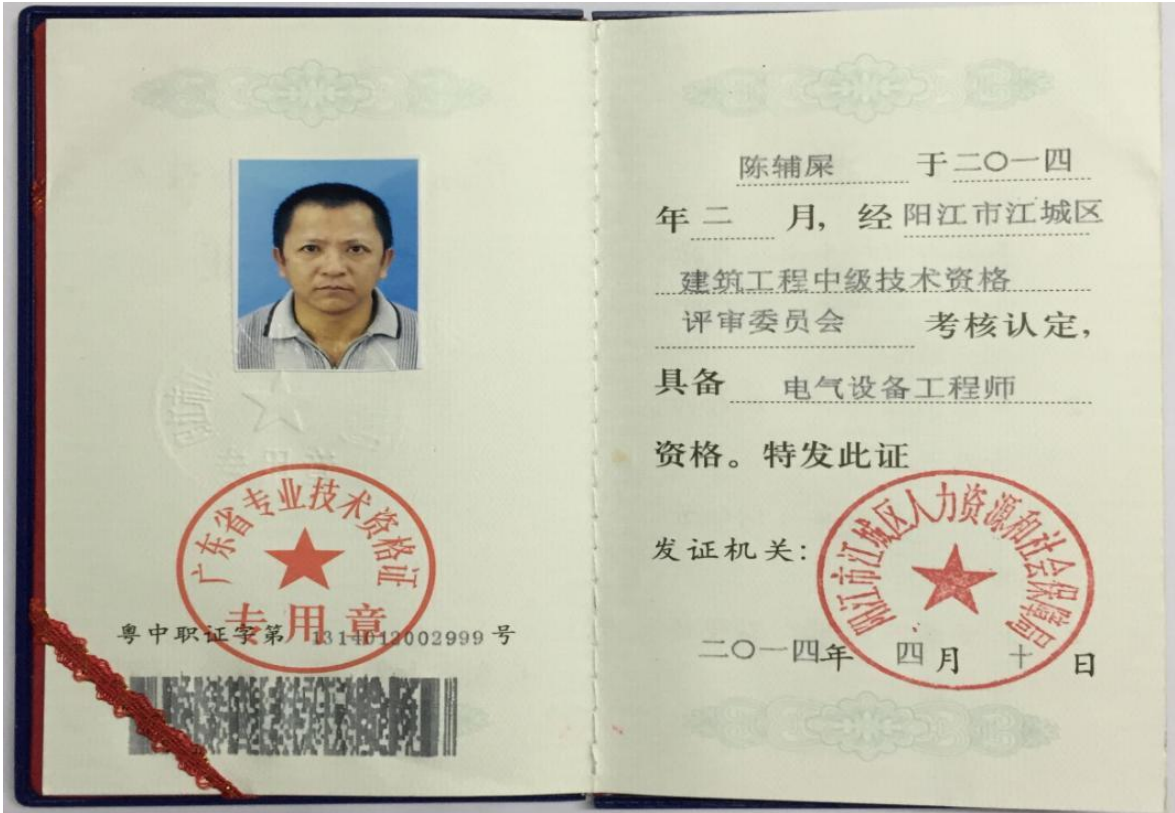 广东省专业技术资格证
专用章
粤中职证字第 1314012002999 号
陈辅屎 于二〇一四
年 二 月, 经 阳江市江城区
建筑工程中级技术资格
评审委员会 考核认定,
具备 电气设备工程师
资格。特发此证
发证机关:
阳江市江城区人力资源和社会保障局
二〇一四年 四月 十 日